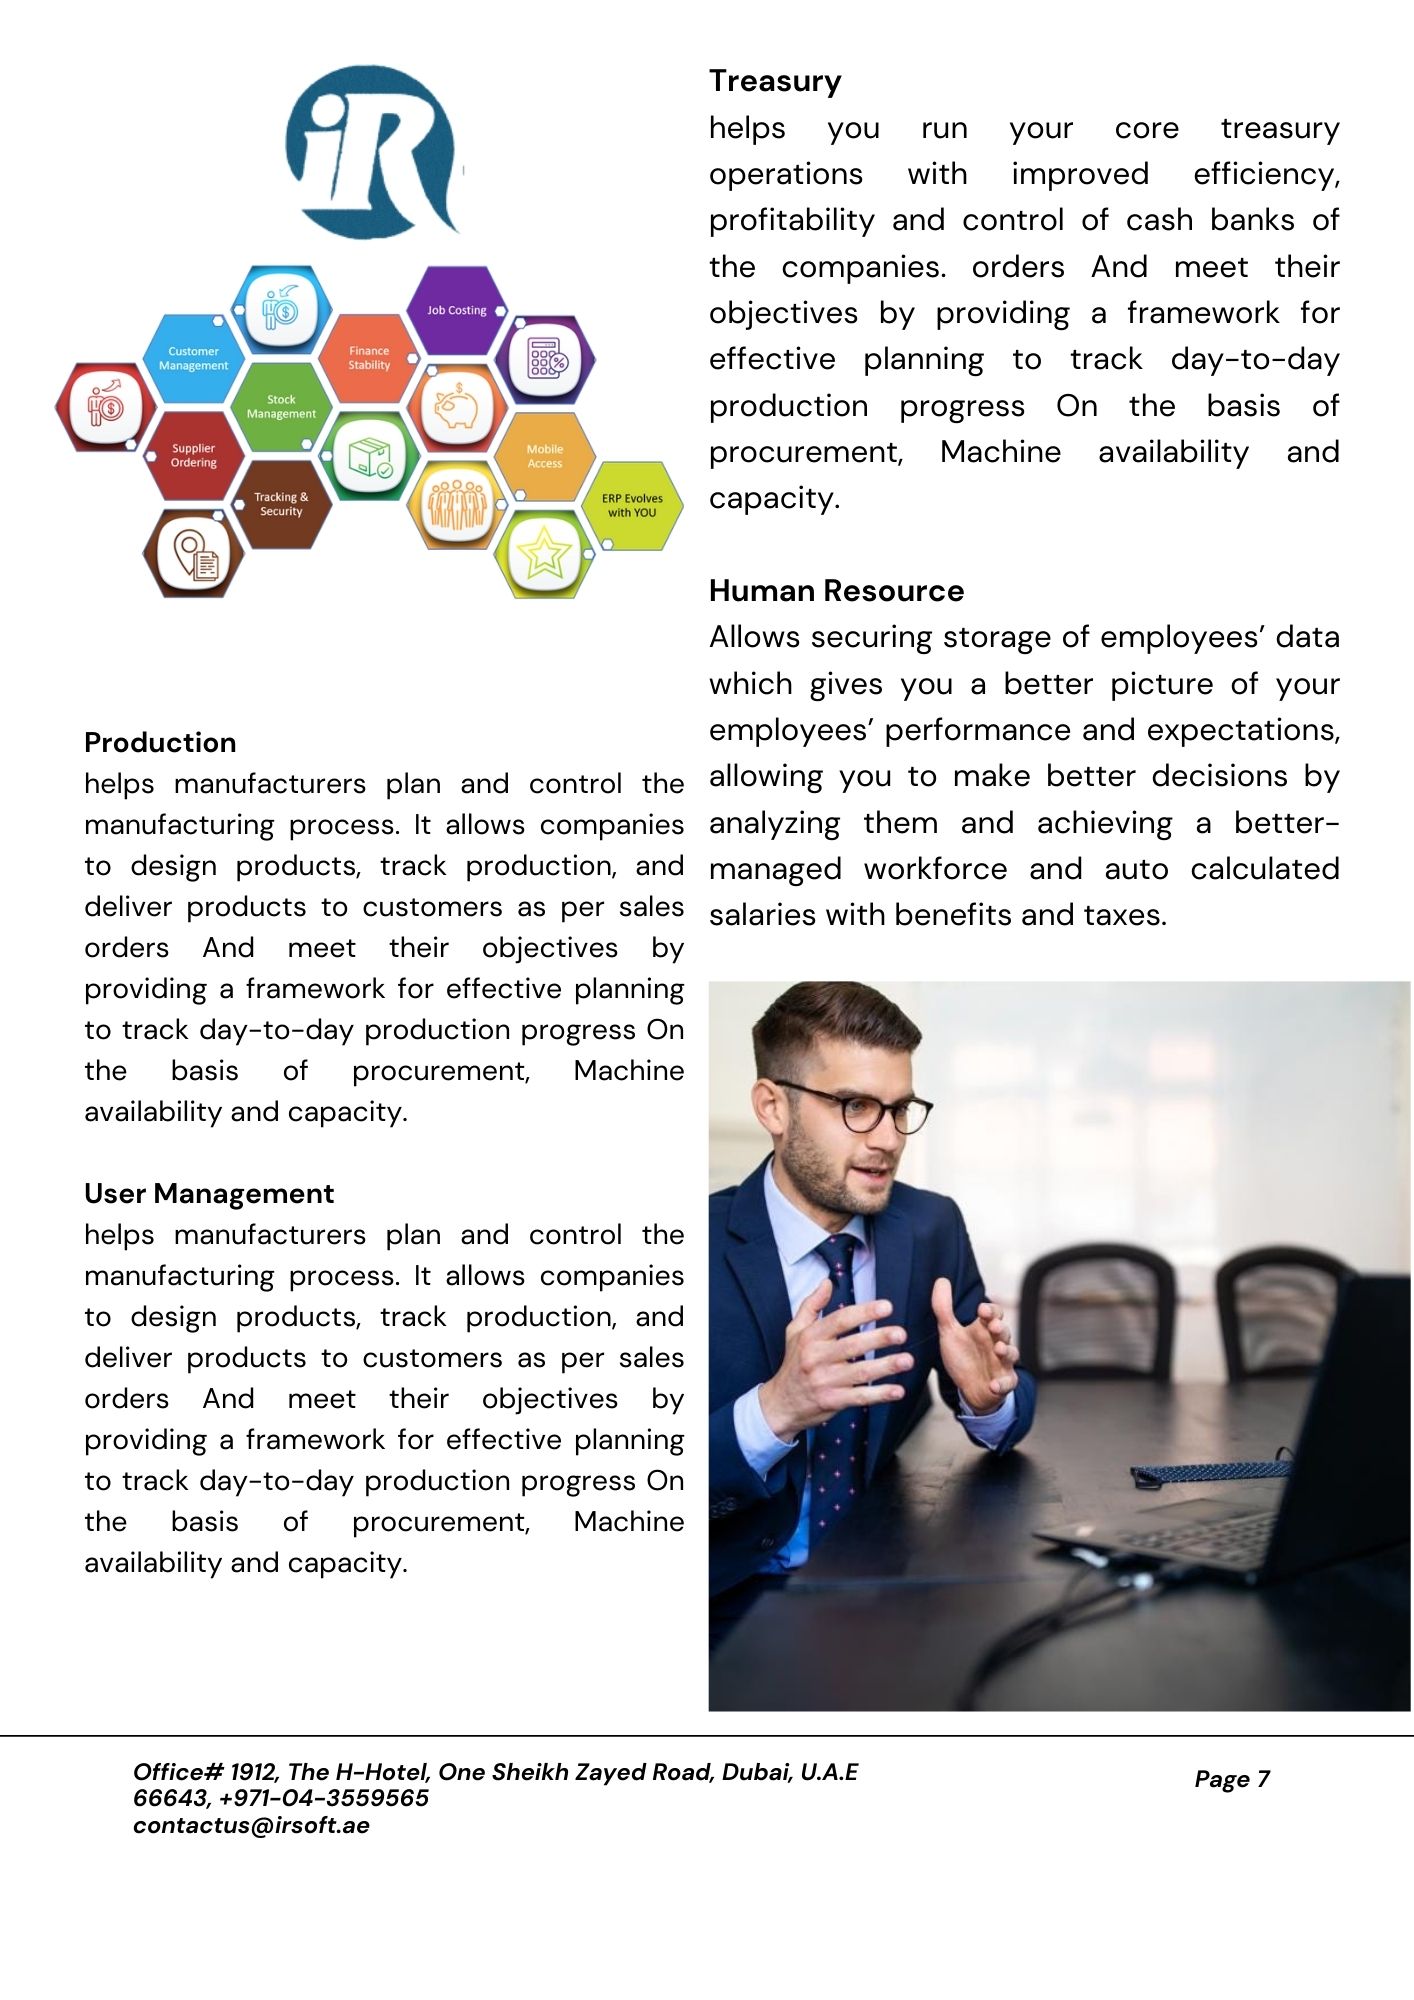 iR
Job Costing
Customer
Management
Finance
Stability
Stock
Management
Supplier
Ordering
Mobile
Access
Tracking &
Security
ERP Evolves
with YOU
Production
helps manufacturers plan and control the
manufacturing process. It allows companies
to design products, track production, and
deliver products to customers as per sales
orders And meet their objectives by
providing a framework for effective planning
to track day-to-day production progress On
the basis of procurement, Machine
availability and capacity.
User Management
helps manufacturers plan and control the
manufacturing process. It allows companies
to design products, track production, and
deliver products to customers as per sales
orders And meet their objectives by
providing a framework for effective planning
to track day-to-day production progress On
the basis of procurement, Machine
availability and capacity.
Treasury
helps you run your core treasury
operations with improved efficiency,
profitability and control of cash banks of
the companies. orders And meet their
objectives by providing a framework for
effective planning to track day-to-day
production progress On the basis of
procurement, Machine availability and
capacity.
Human Resource
Allows securing storage of employees’ data
which gives you a better picture of your
employees’ performance and expectations,
allowing you to make better decisions by
analyzing them and achieving a better-
managed workforce and auto calculated
salaries with benefits and taxes.
Office# 1912, The H-Hotel, One Sheikh Zayed Road, Dubai, U.A.E
66643, +971-04-3559565
contactus@irsoft.ae
Page 7